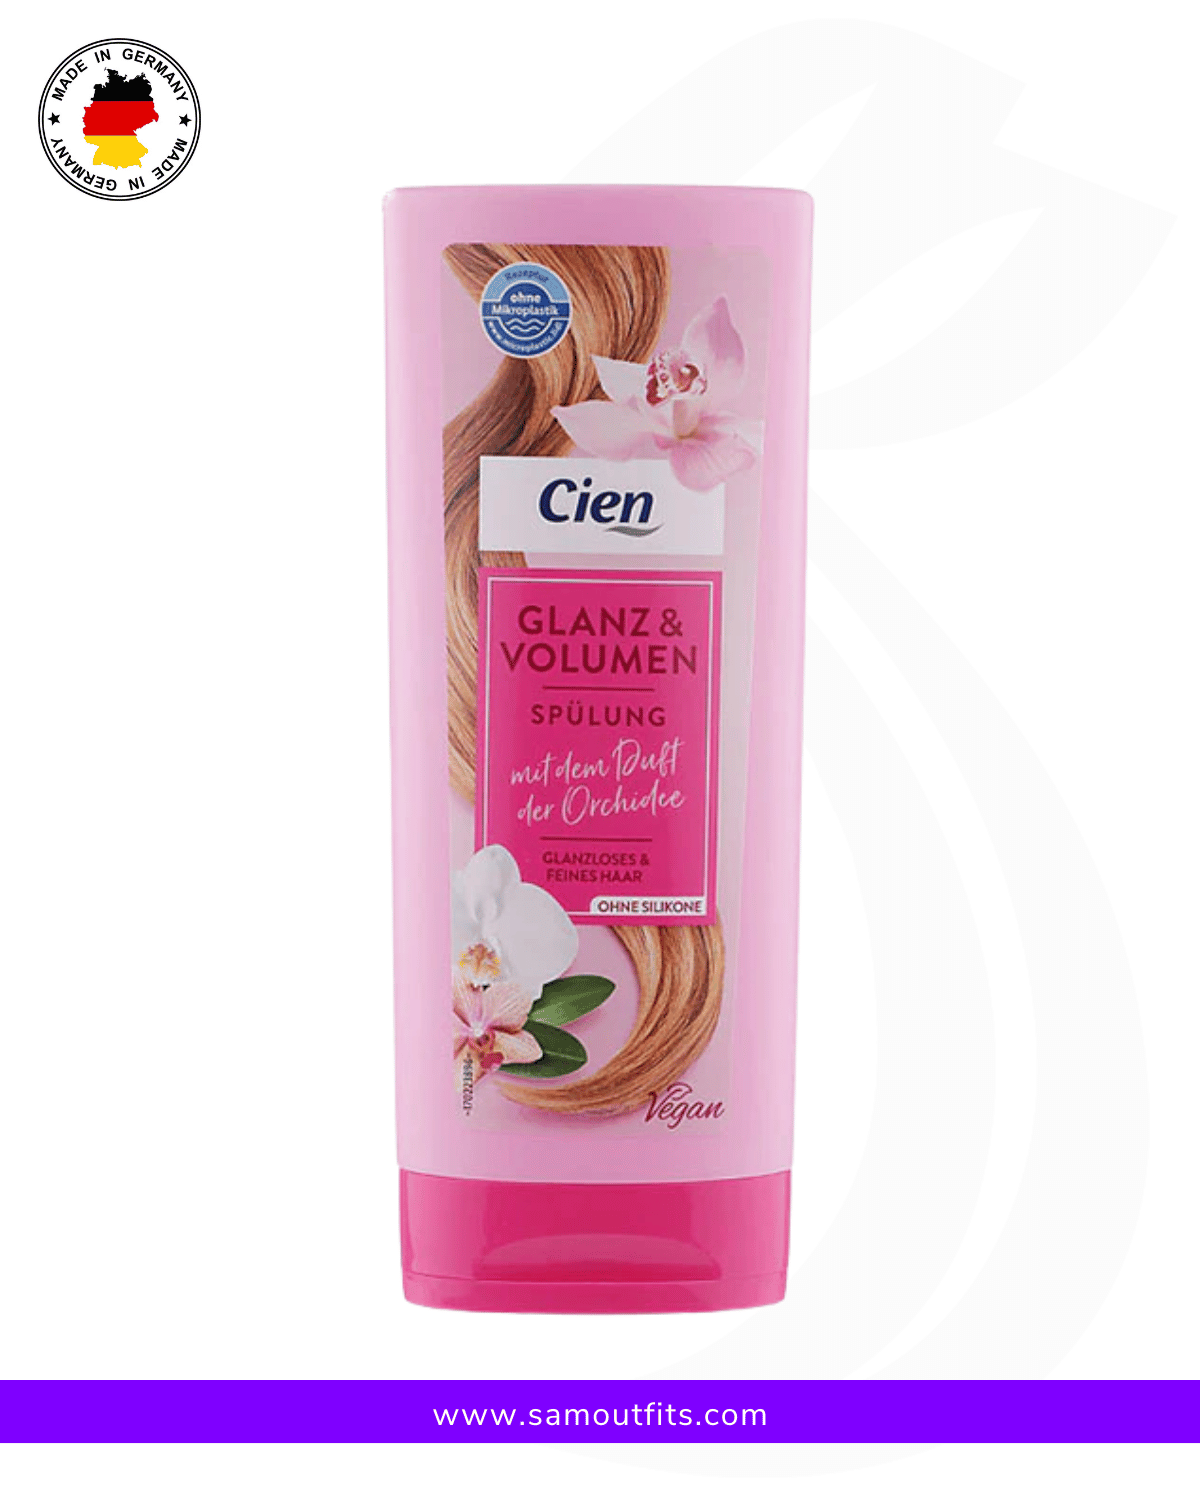 MADE IN GERMANY
MADE IN GERMANY
Rezeptur
ohne
Mikroplastik
Cien
GLANZ &
VOLUMEN
SPÜLUNG
mit dem Duft
der Orchidee
GLANZLOSES &
FEINES HAAR
OHNE SILIKONE
Vegan
www.samoutfits.com